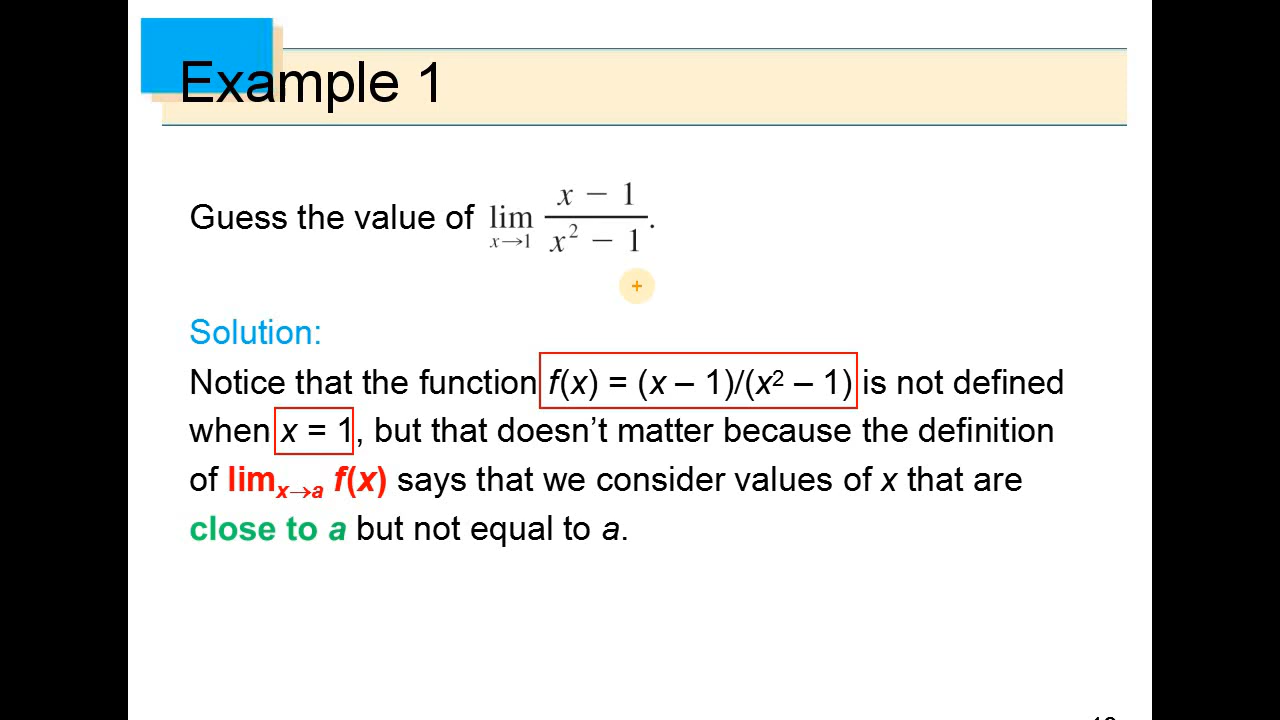 Example 1
Guess the value of lim x→1 x − 1 / x² − 1.
+
Solution:
Notice that the function f(x) = (x – 1)/(x² – 1) is not defined
when x = 1, but that doesn’t matter because the definition
of limx→a f(x) says that we consider values of x that are
close to a but not equal to a.